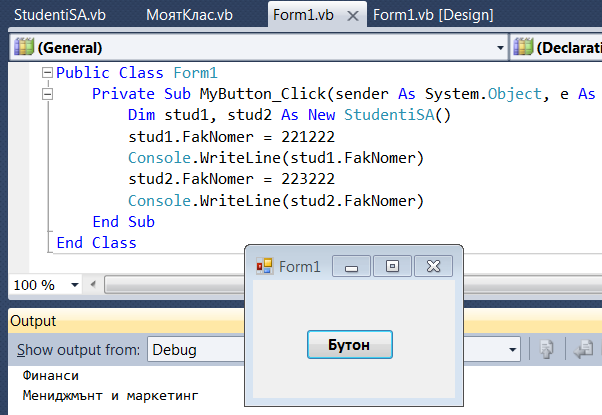 StudentiSA.vb МоятКлас.vb Form1.vb Form1.vb [Design]
(General) (Declarati
Public Class Form1
Private Sub MyButton_Click(sender As System.Object, e As
Dim stud1, stud2 As New StudentiSA()
stud1.FakNomer = 221222
Console.WriteLine(stud1.FakNomer)
stud2.FakNomer = 223222
Console.WriteLine(stud2.FakNomer)
End Sub
End Class
100 %
Form1
Бутон
Output
Show output from: Debug
Финанси
Мениджмънт и маркетинг